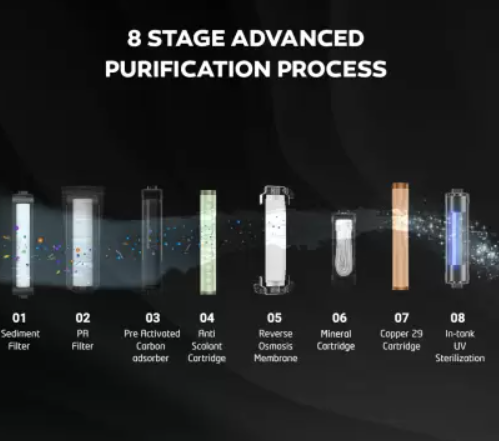 8 STAGE ADVANCED
PURIFICATION PROCESS
01
Sediment
Filter
02
PA
Filter
03
Pre Activated
Carbon
adsorber
04
Anti
Scalant
Cartridge
05
Reverse
Osmosis
Membrane
06
Mineral
Cartridge
07
Copper 29
Cartridge
08
In-tank
UV
Sterilization